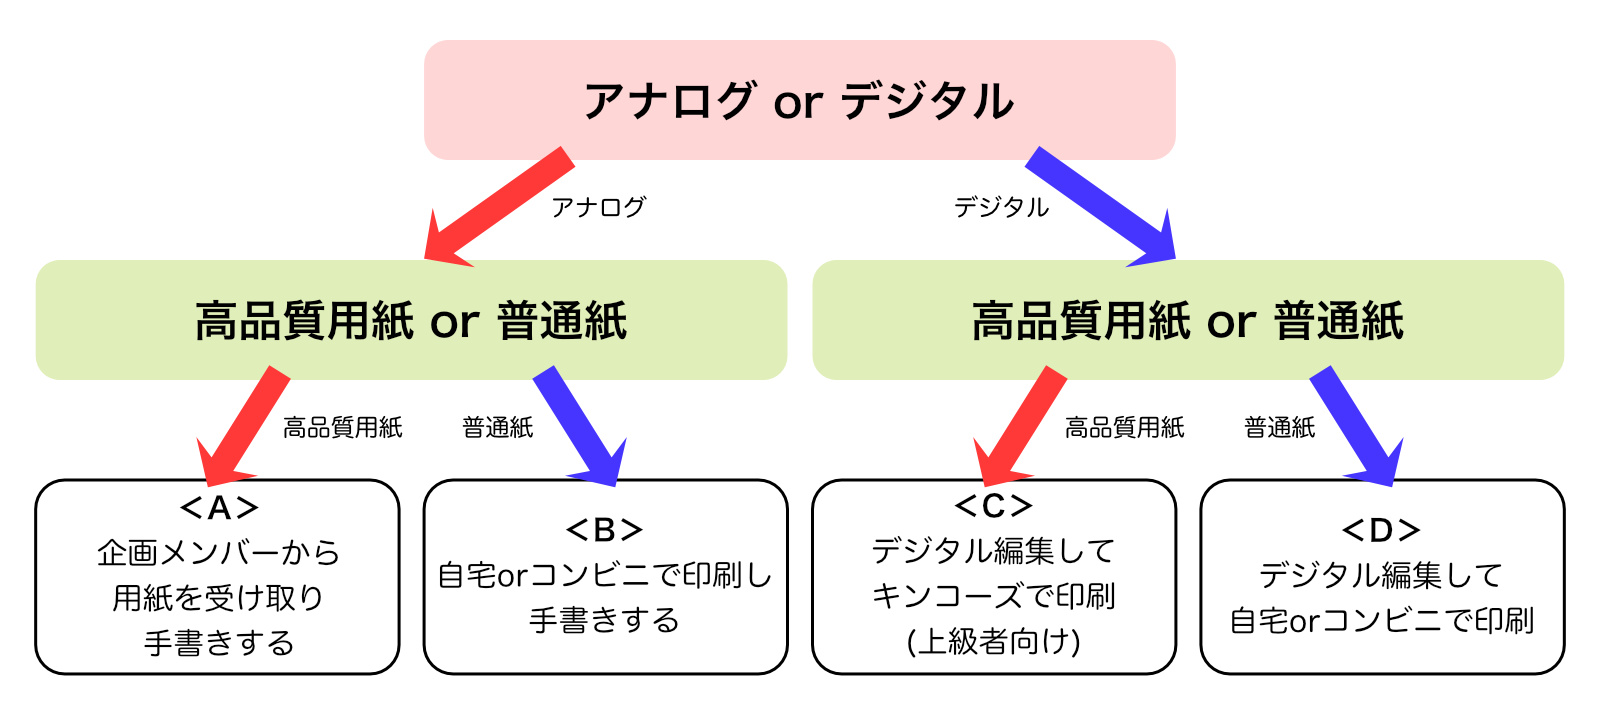 アナログ or デジタル
アナログ
デジタル
高品質用紙 or 普通紙
高品質用紙 or 普通紙
高品質用紙
普通紙
高品質用紙
普通紙
＜A＞
企画メンバーから
用紙を受け取り
手書きする
＜B＞
自宅orコンビニで印刷し
手書きする
＜C＞
デジタル編集して
キンコーズで印刷
(上級者向け)
＜D＞
デジタル編集して
自宅orコンビニで印刷